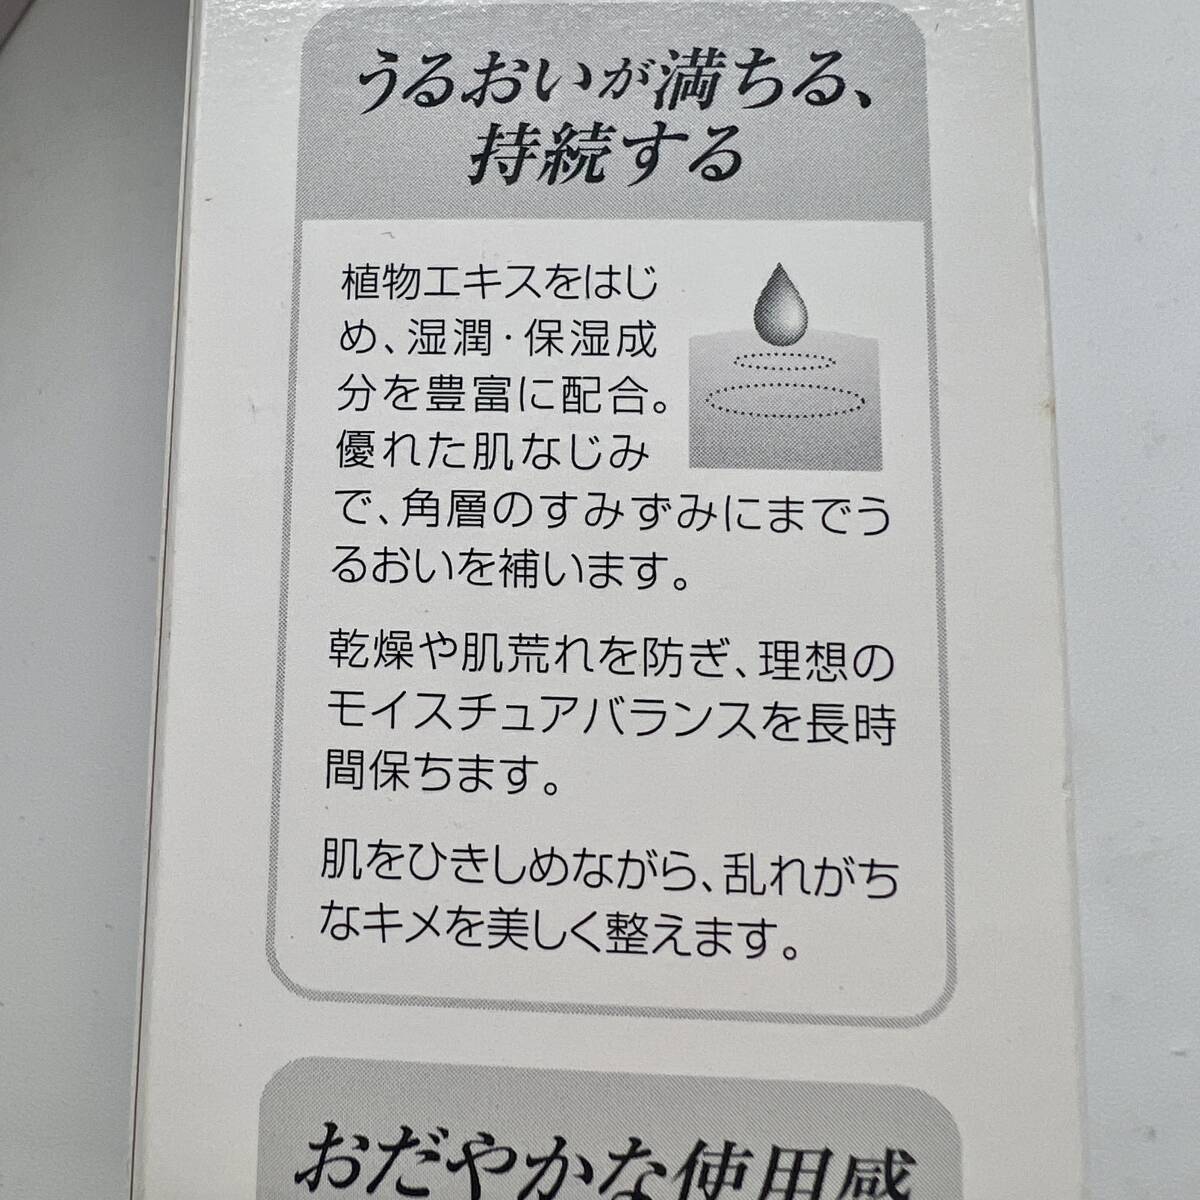 うるおいが満ちる、
持続する
植物エキスをはじ
め、湿潤・保湿成
分を豊富に配合。
優れた肌なじみ
で、角層のすみずみにまでう
るおいを補います。
乾燥や肌荒れを防ぎ、理想の
モイスチュアバランスを長時
間保ちます。
肌をひきしめながら、乱れがち
なキメを美しく整えます。
おだやかな使用感